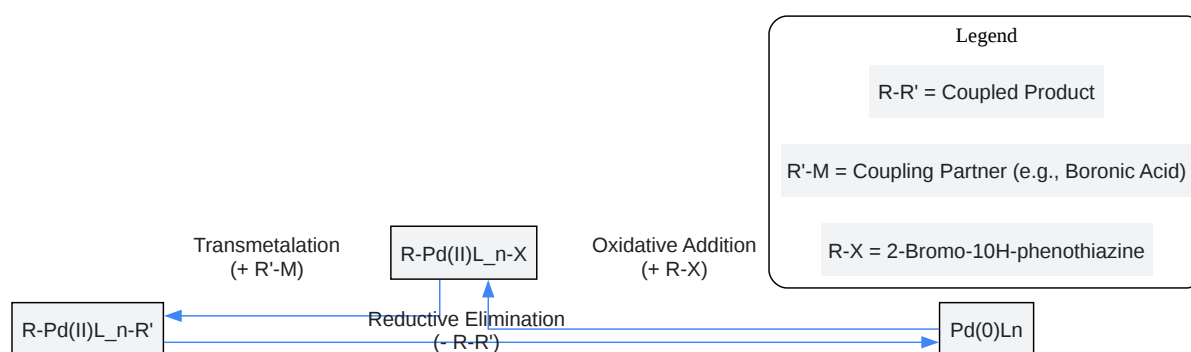 Legend
R-R' = Coupled Product
R'-M = Coupling Partner (e.g., Boronic Acid)
R-X = 2-Bromo-10H-phenothiazine
Transmetalation
(+ R'-M)
R-Pd(II)L_n-X
Oxidative Addition
(+ R-X)
R-Pd(II)L_n-R'
Reductive Elimination
(- R-R')
Pd(0)Ln